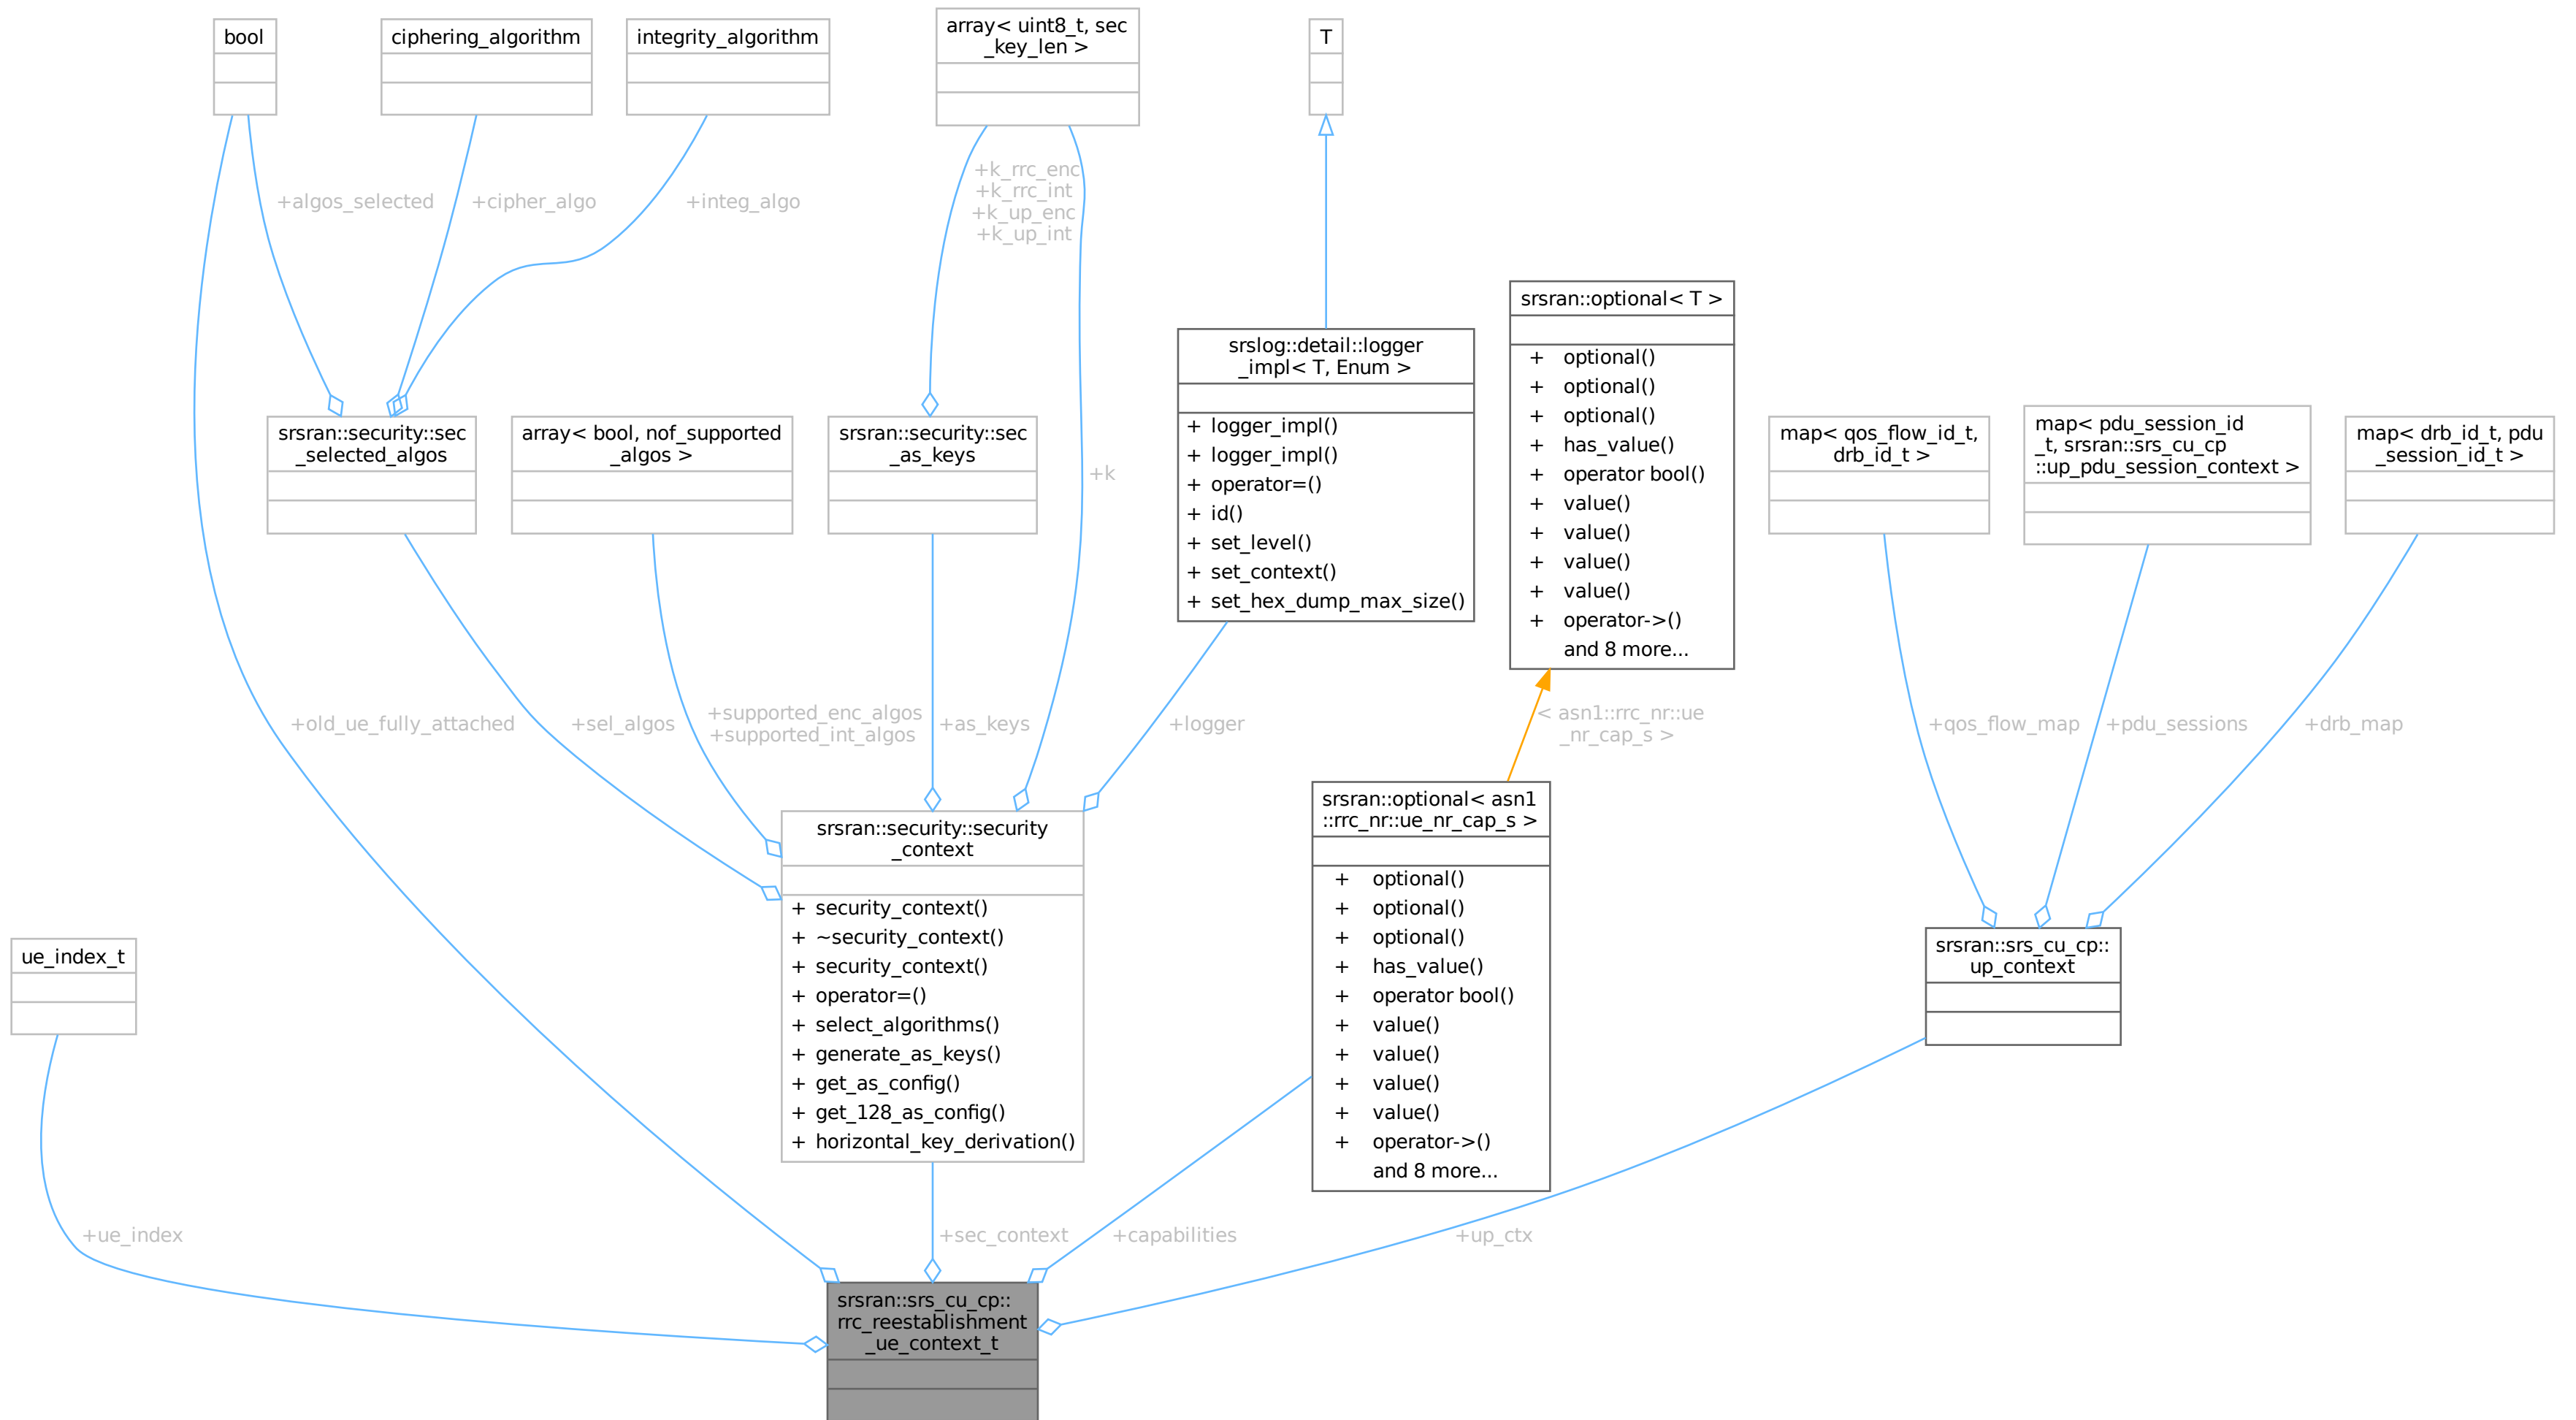 bool
ciphering_algorithm
integrity_algorithm
array< uint8_t, sec
_key_len >
T
+algos_selected
+cipher_algo
+integ_algo
+k_rrc_enc
+k_rrc_int
+k_up_enc
+k_up_int
srsran::security::sec
_selected_algos
array< bool, nof_supported
_algos >
srsran::security::sec
_as_keys
+k
srslog::detail::logger
_impl< T, Enum >
+ logger_impl()
+ logger_impl()
+ operator=()
+ id()
+ set_level()
+ set_context()
+ set_hex_dump_max_size()
srsran::optional< T >
+ optional()
+ optional()
+ optional()
+ has_value()
+ operator bool()
+ value()
+ value()
+ value()
+ value()
+ operator->()
and 8 more...
map< qos_flow_id_t,
drb_id_t >
map< pdu_session_id
_t, srsran::srs_cu_cp
::up_pdu_session_context >
map< drb_id_t, pdu
_session_id_t >
+old_ue_fully_attached
+sel_algos
+supported_enc_algos
+supported_int_algos
+as_keys
+logger
< asn1::rrc_nr::ue
_nr_cap_s >
+qos_flow_map
+pdu_sessions
+drb_map
ue_index_t
srsran::security::security
_context
+ security_context()
+ ~security_context()
+ security_context()
+ operator=()
+ select_algorithms()
+ generate_as_keys()
+ get_as_config()
+ get_128_as_config()
+ horizontal_key_derivation()
srsran::optional< asn1
::rrc_nr::ue_nr_cap_s >
+ optional()
+ optional()
+ optional()
+ has_value()
+ operator bool()
+ value()
+ value()
+ value()
+ value()
+ operator->()
and 8 more...
srsran::srs_cu_cp::
up_context
+ue_index
+sec_context
+capabilities
+up_ctx
srsran::srs_cu_cp::
rrc_reestablishment
_ue_context_t